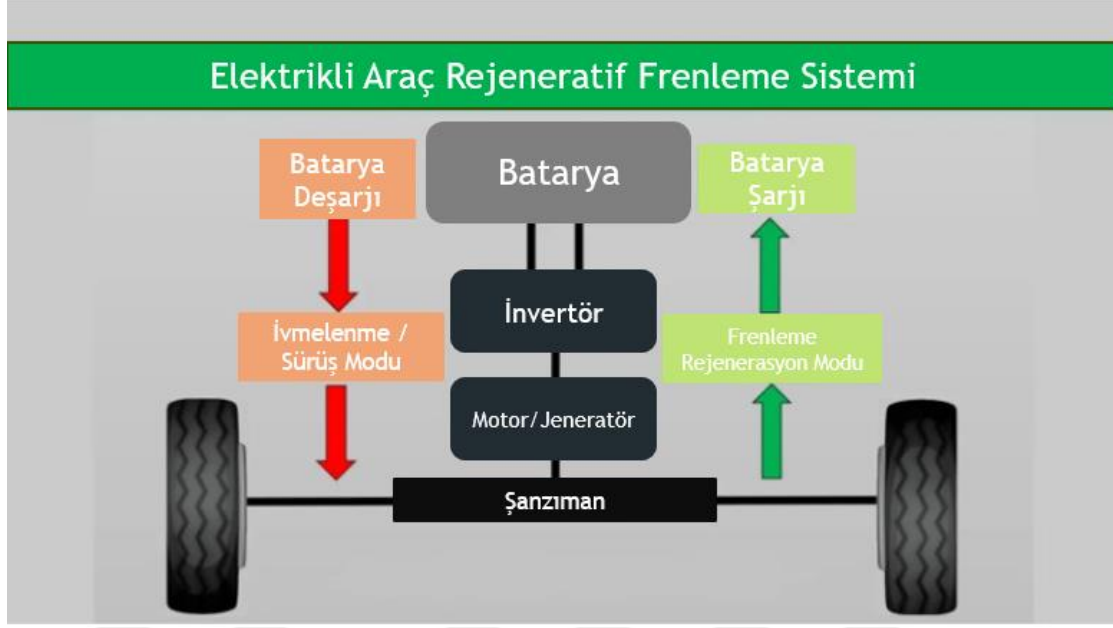 Elektrikli Araç Rejeneratif Frenleme Sistemi
Batarya
Deşarjı
Batarya
Batarya
Şarjı
İnvertör
İvmelenme /
Sürüş Modu
Frenleme
Rejenerasyon Modu
Motor/Jeneratör
Şanzıman